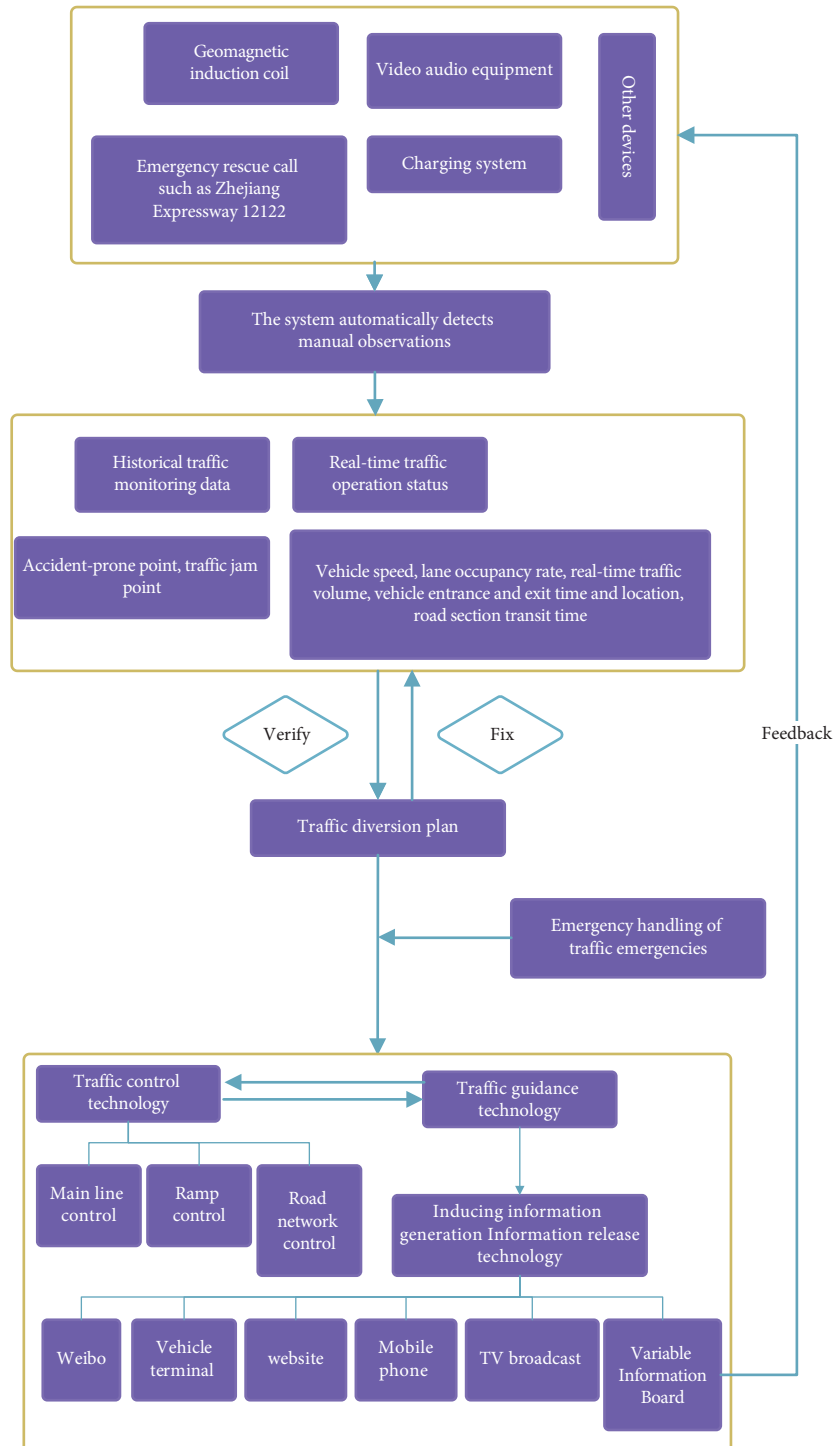 Geomagnetic
induction coil
Video audio equipment
Other devices
Emergency rescue call
such as Zhejiang
Expressway 12122
Charging system
The system automatically detects
manual observations
Historical traffic
monitoring data
Real-time traffic
operation status
Accident-prone point, traffic jam
point
Vehicle speed, lane occupancy rate, real-time traffic
volume, vehicle entrance and exit time and location,
road section transit time
Verify
Fix
Feedback
Traffic diversion plan
Emergency handling of
traffic emergencies
Traffic control
technology
Traffic guidance
technology
Main line
control
Ramp
control
Road
network
control
Inducing information
generation Information release
technology
Weibo
Vehicle
terminal
website
Mobile
phone
TV broadcast
Variable
Information
Board